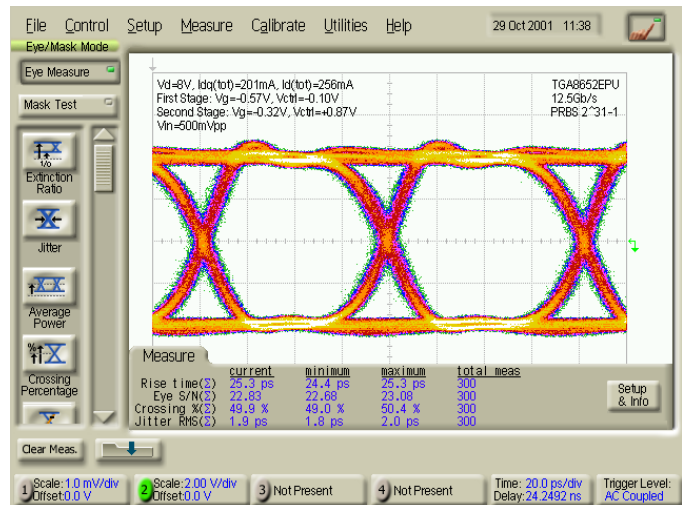 File Control Setup Measure Calibrate Utilities Help 29 Oct 2001 11:38
Eye/Mask Mode
Eye Measure
Mask Test
Extinction
Ratio
Jitter
Average
Power
Crossing
Percentage
Vd=8V, Idq(tot)=201mA, Id(tot)=256mA
First Stage: Vg=-0.57V, Vctrl=-0.10V
Second Stage: Vg=-0.32V, Vctrl=+0.87V
Vin=500mVpp
TGA8652EPU
12.5Gb/s
PRBS 2^31-1
Measure
current minimum maximum total meas
Rise time(Σ) 25.3 ps 24.4 ps 25.3 ps 300
Eye S/N(Σ) 22.83 22.68 23.08 300
Crossing %(Σ) 49.9 % 49.0 % 50.4 % 300
Jitter RMS(Σ) 1.9 ps 1.8 ps 2.0 ps 300
Setup
& Info
Clear Meas.
1 Scale:1.0 mV/div
Offset:0.0 V
2 Scale:2.00 V/div
Offset:0.0 V
3 Not Present
4 Not Present
Time: 20.0 ps/div
Delay:24.2492 ns
Trigger Level:
AC Coupled